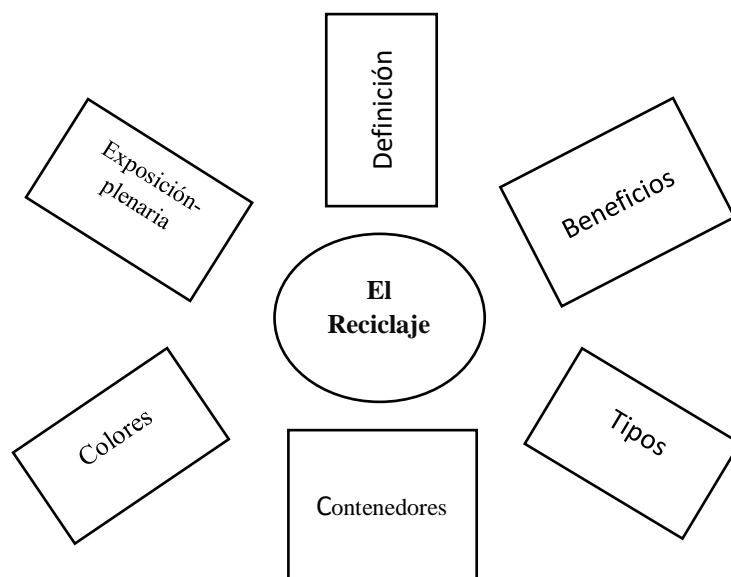 Definición
Exposición-
plenaria
Beneficios
El
Reciclaje
Colores
Tipos
Contenedores